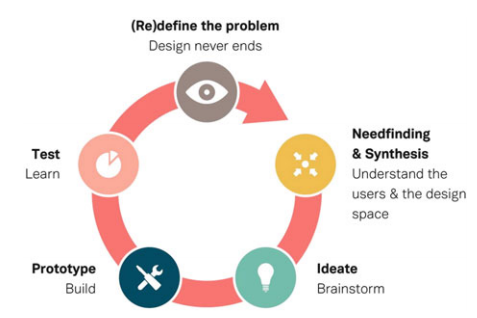 (Re)define the problem
Design never ends
Needfinding
& Synthesis
Understand the
users & the design
space
Ideate
Brainstorm
Prototype
Build
Test
Learn